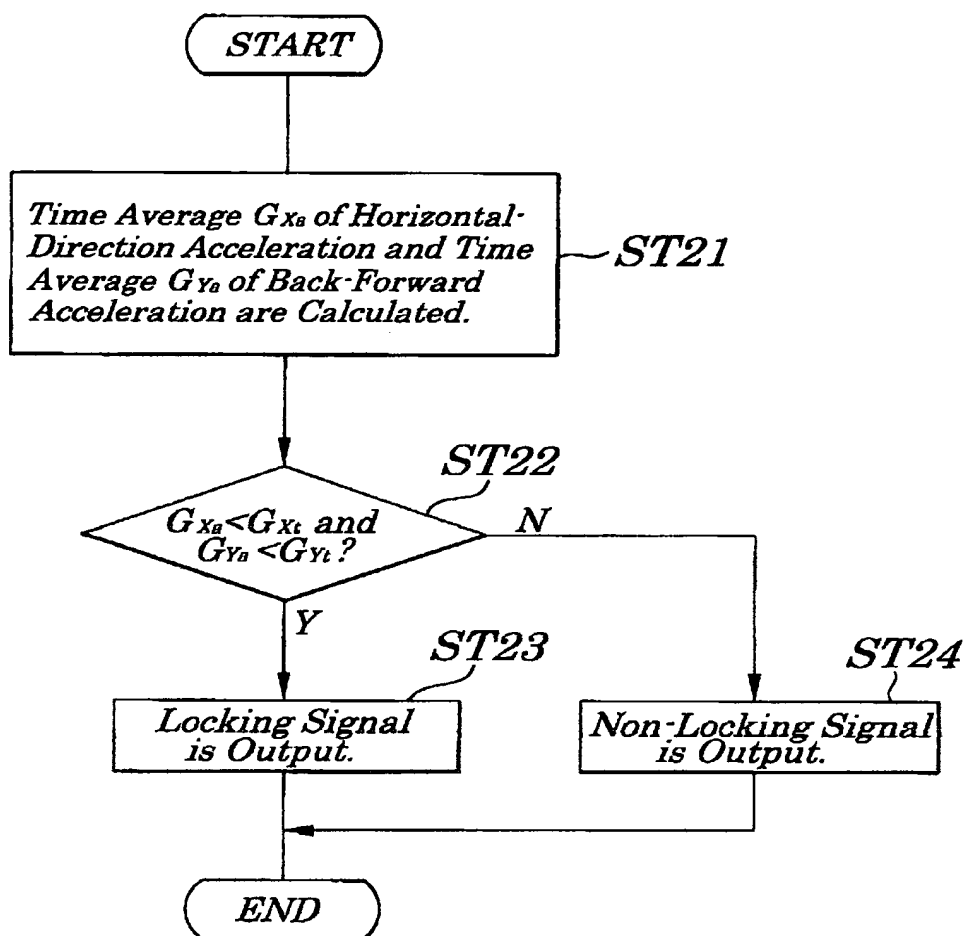 START
Time Average GXa of Horizontal-
Direction Acceleration and Time
Average GYa of Back-Forward
Acceleration are Calculated.
ST21
ST22
GXa<GXt and
GYa<GYt?
N
Y
ST23
ST24
Locking Signal
is Output.
Non-Locking Signal
is Output.
END